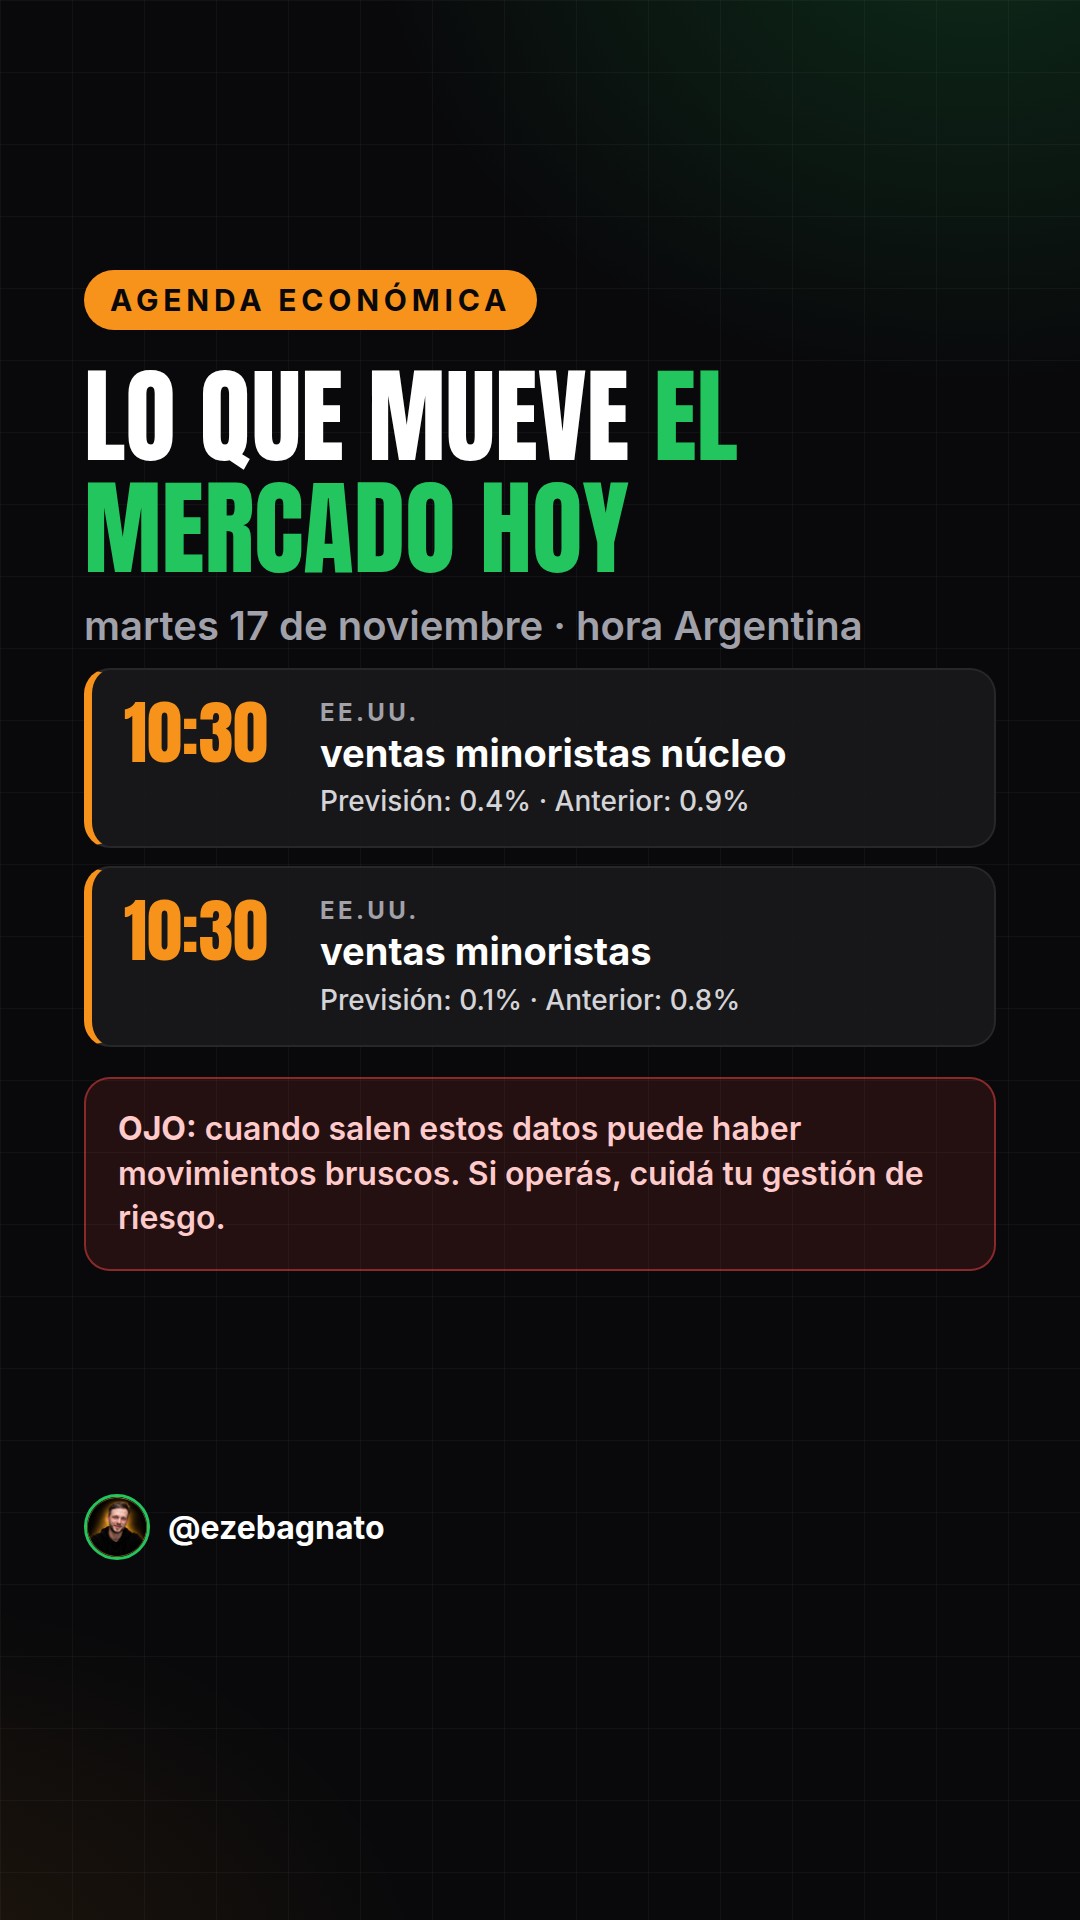 AGENDA ECONÓMICA
LO QUE MUEVE EL
MERCADO HOY
martes 17 de noviembre · hora Argentina
10:30
EE.UU.
ventas minoristas núcleo
Previsión: 0.4% · Anterior: 0.9%
10:30
EE.UU.
ventas minoristas
Previsión: 0.1% · Anterior: 0.8%
OJO: cuando salen estos datos puede haber
movimientos bruscos. Si operás, cuidá tu gestión de
riesgo.
@ezebagnato